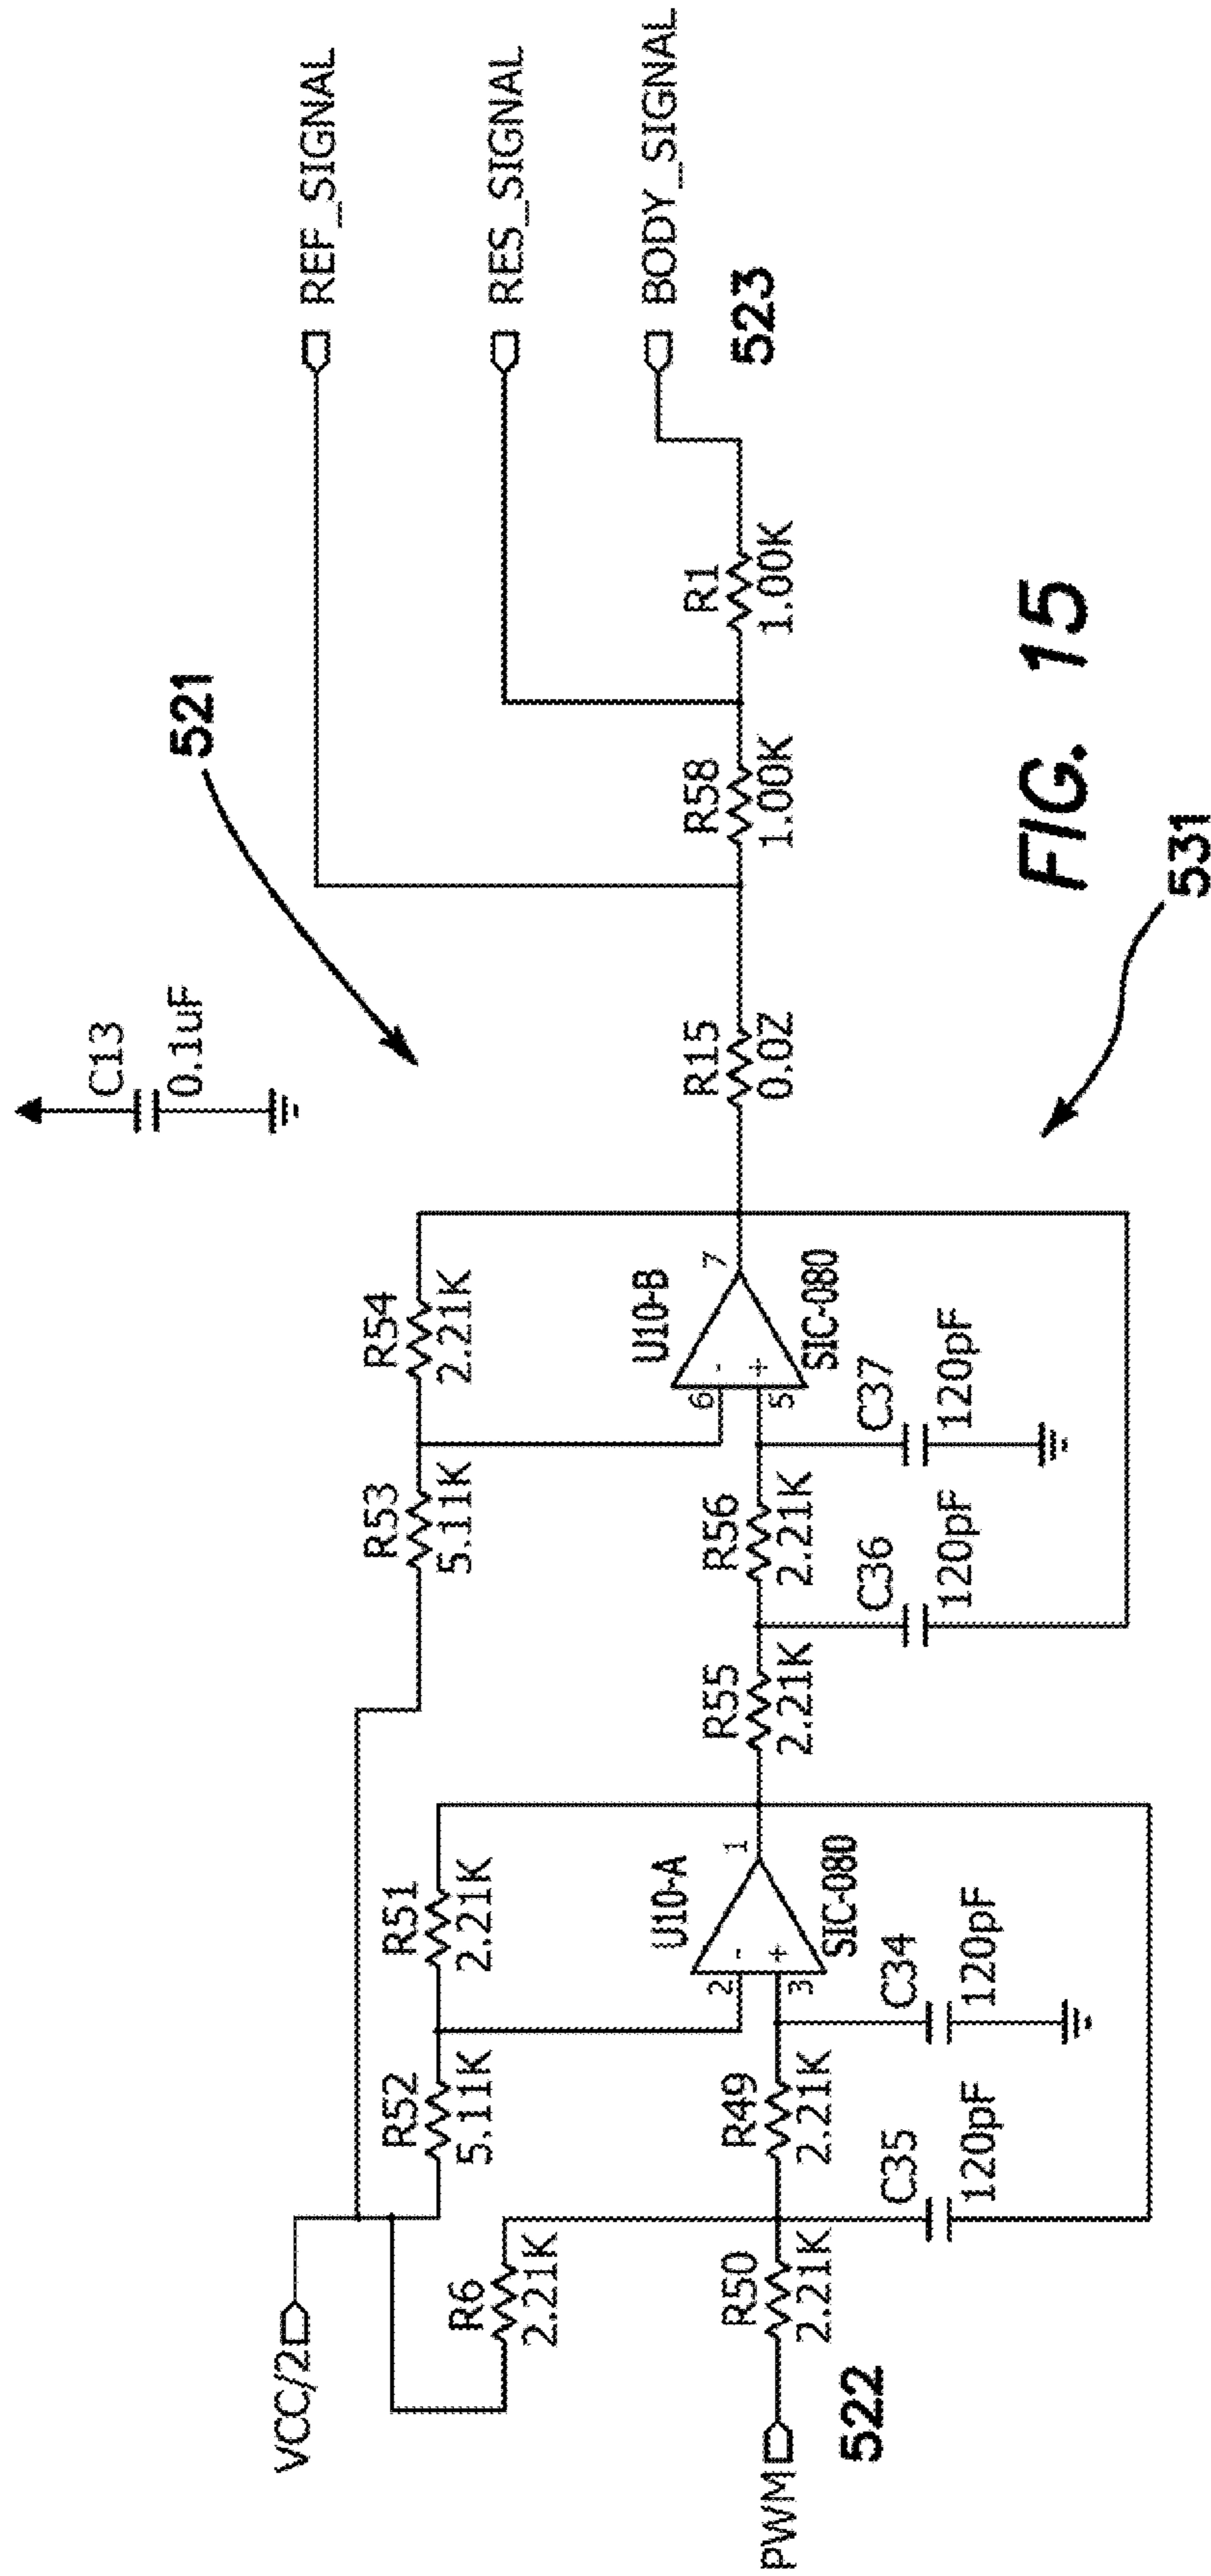 C13
0.1uF
521
REF_SIGNAL
RES_SIGNAL
BODY_SIGNAL
523
VCC/2
R53
5.11K
R54
2.21K
R52
5.11K
R51
2.21K
R6
2.21K
U10-B
6
-
5
+
7
SIC-080
U10-A
2
-
3
+
1
SIC-080
R15
0.0Z
R58
1.00K
R1
1.00K
PWM
R50
2.21K
R49
2.21K
R55
2.21K
R56
2.21K
522
C35
120pF
C34
120pF
C36
120pF
C37
120pF
531
FIG. 15